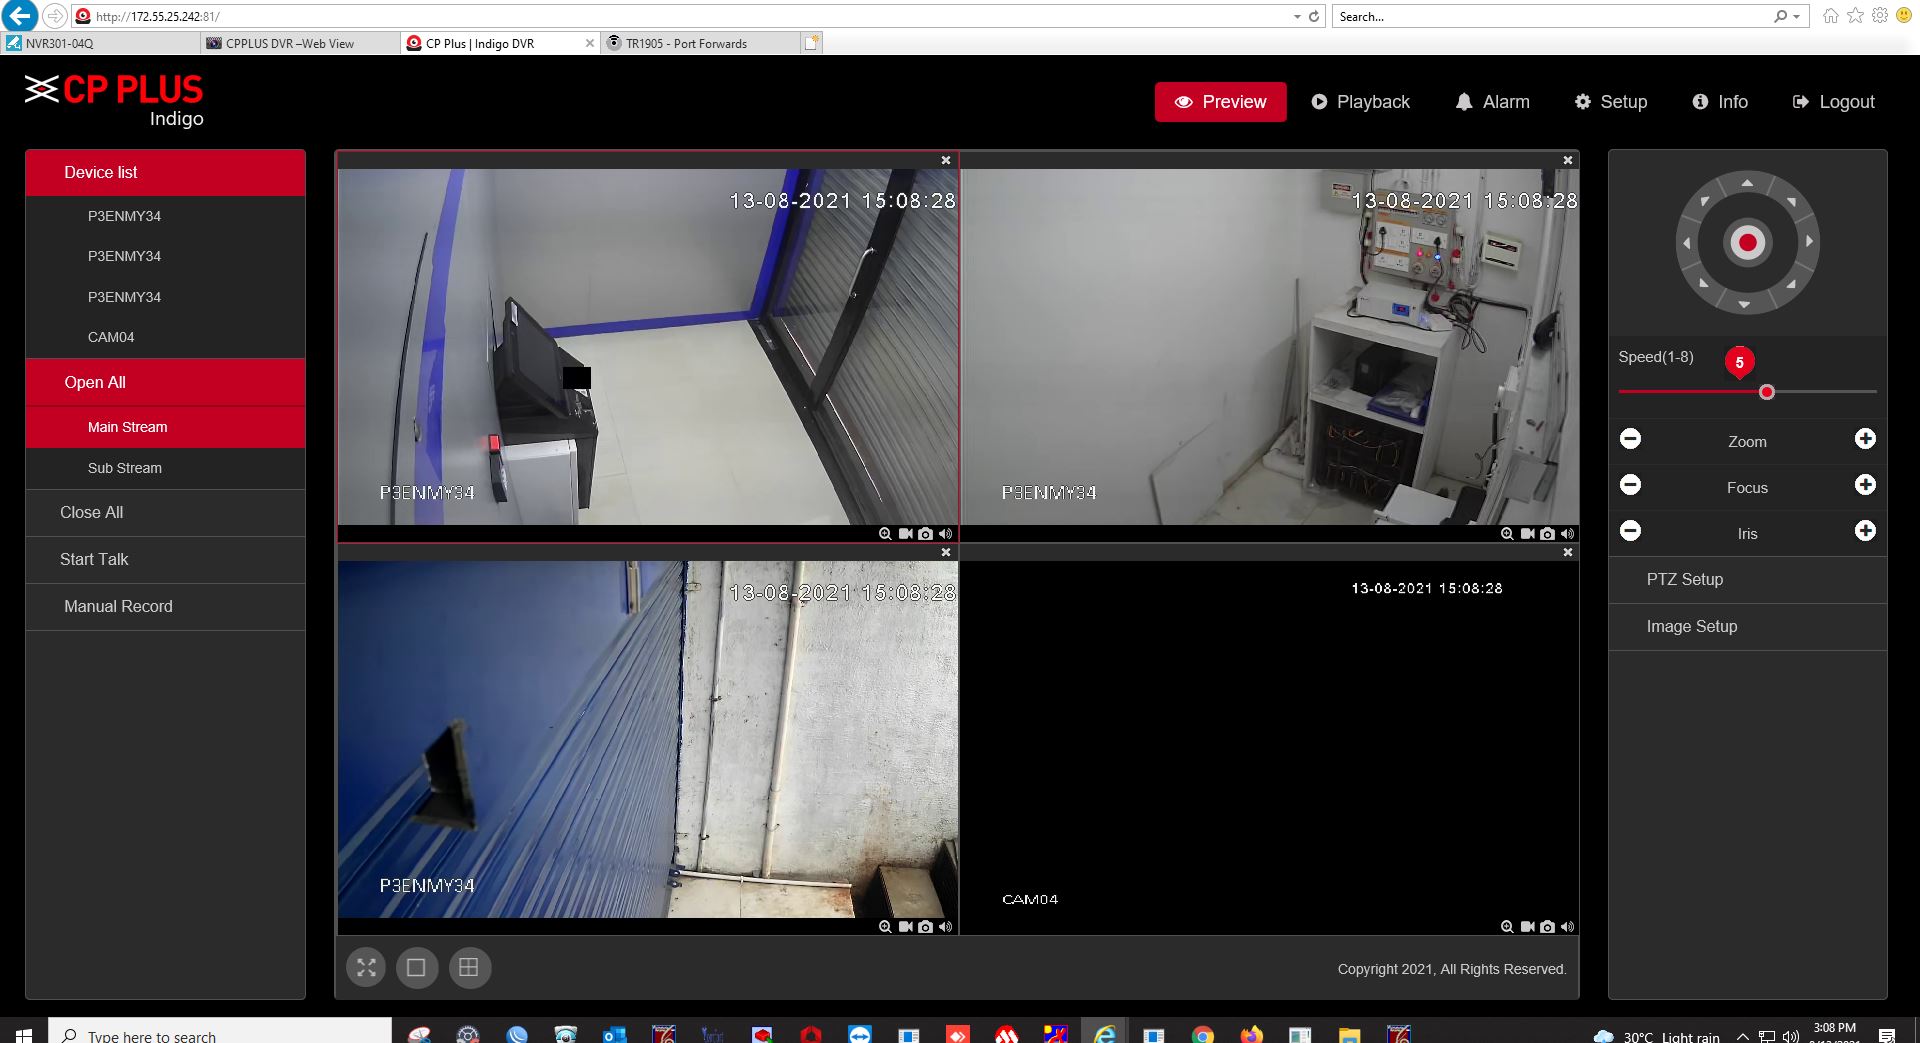 http://172.55.25.242:81/
Search...
NVR301-04Q
CPPLUS DVR –Web View
CP Plus | Indigo DVR
TR1905 - Port Forwards
CP PLUS
Indigo
Preview
Playback
Alarm
Setup
Info
Logout
Device list
P3ENMY34
P3ENMY34
P3ENMY34
CAM04
Open All
Main Stream
Sub Stream
Close All
Start Talk
Manual Record
13-08-2021 15:08:28
P3ENMY34
13-08-2021 15:08:28
P3ENMY34
13-08-2021 15:08:28
P3ENMY34
13-08-2021 15:08:28
CAM04
Copyright 2021, All Rights Reserved.
Speed(1-8)
5
Zoom
Focus
Iris
PTZ Setup
Image Setup
Type here to search
30°C Light rain
3:08 PM